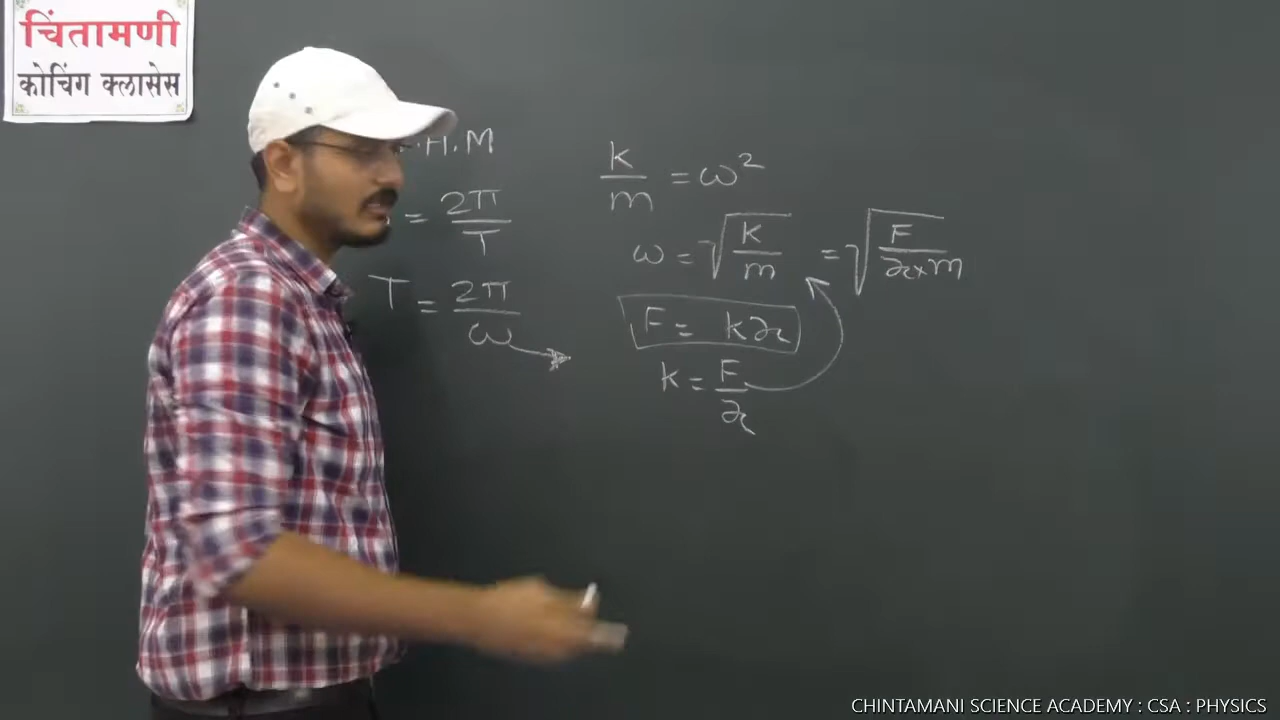 चिंतामणी
कोचिंग क्लासेस
.H.M
= 2π/T
T = 2π/ω
k/m = ω²
ω = √(k/m) = √(F/(x×m))
F = kx
k = F/x
CHINTAMANI SCIENCE ACADEMY : CSA : PHYSICS